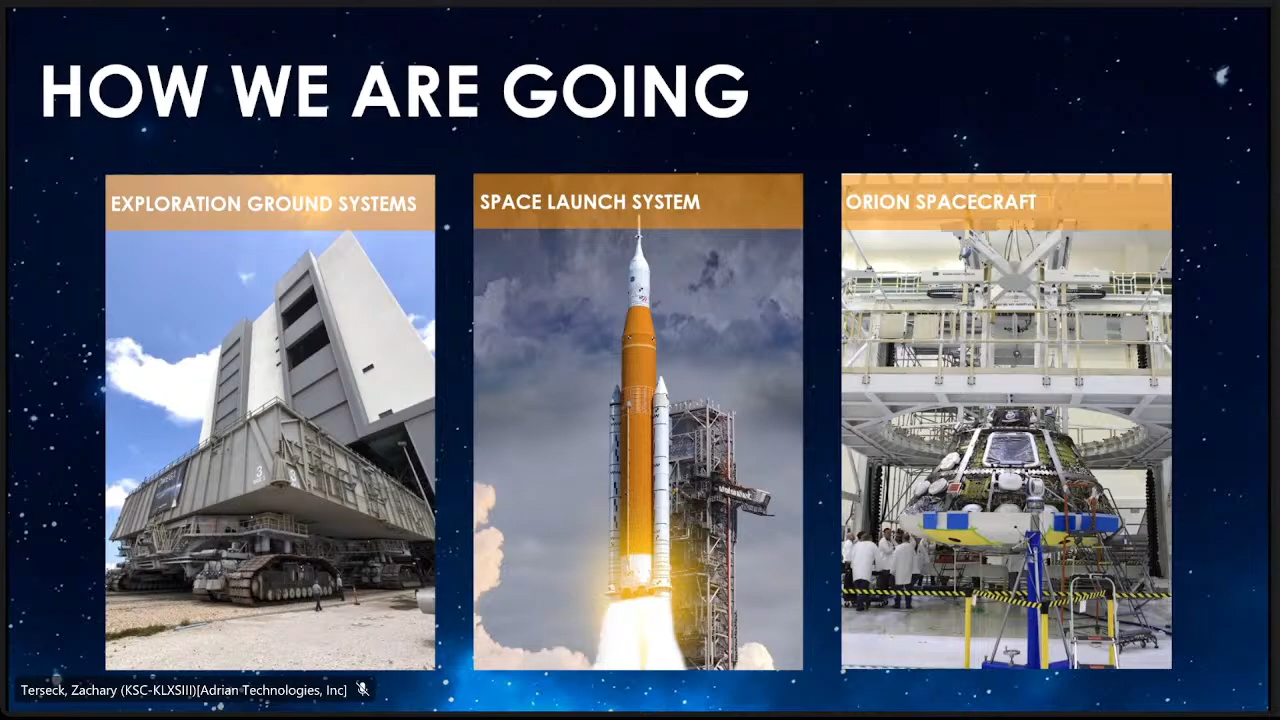 HOW WE ARE GOING
EXPLORATION GROUND SYSTEMS
SPACE LAUNCH SYSTEM
ORION SPACECRAFT
3
Terseck, Zachary (KSC-KLXSIII)[Adrian Technologies, Inc]